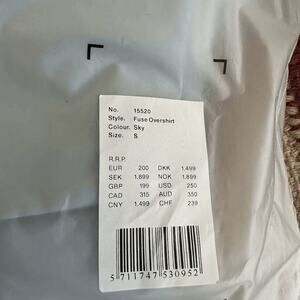 No. 15520
Style. Fuse Overshirt
Colour. Sky
Size. S
R.R.P.
EUR 200 DKK 1.499
SEK 1.899 NOK 1.899
GBP 199 USD 250
CAD 315 AUD 350
CNY 1.499 CHF 239
5 711747 530952